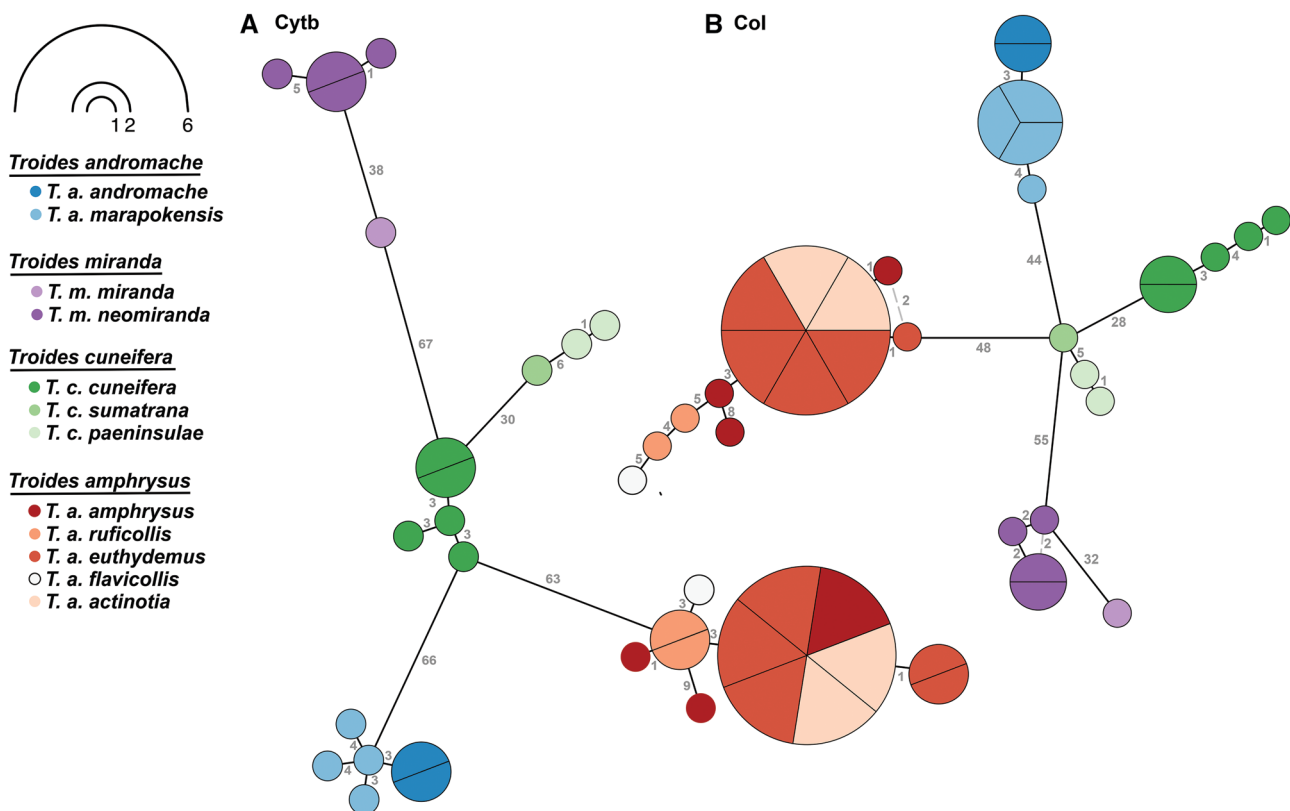 A Cytb
B CoI
1 2 6
Troides andromache
T. a. andromache
T. a. marapokensis
Troides miranda
T. m. miranda
T. m. neomiranda
Troides cuneifera
T. c. cuneifera
T. c. sumatrana
T. c. paeninsulae
Troides amphrysus
T. a. amphrysus
T. a. ruficollis
T. a. euthydemus
T. a. flavicollis
T. a. actinotia
5
1
38
67
1
6
30
3
3
3
63
66
4
4
3
3
3
3
1
9
1
3
4
44
1
4
3
28
5
1
48
1
2
1
3
5
8
4
5
55
2
2
2
32